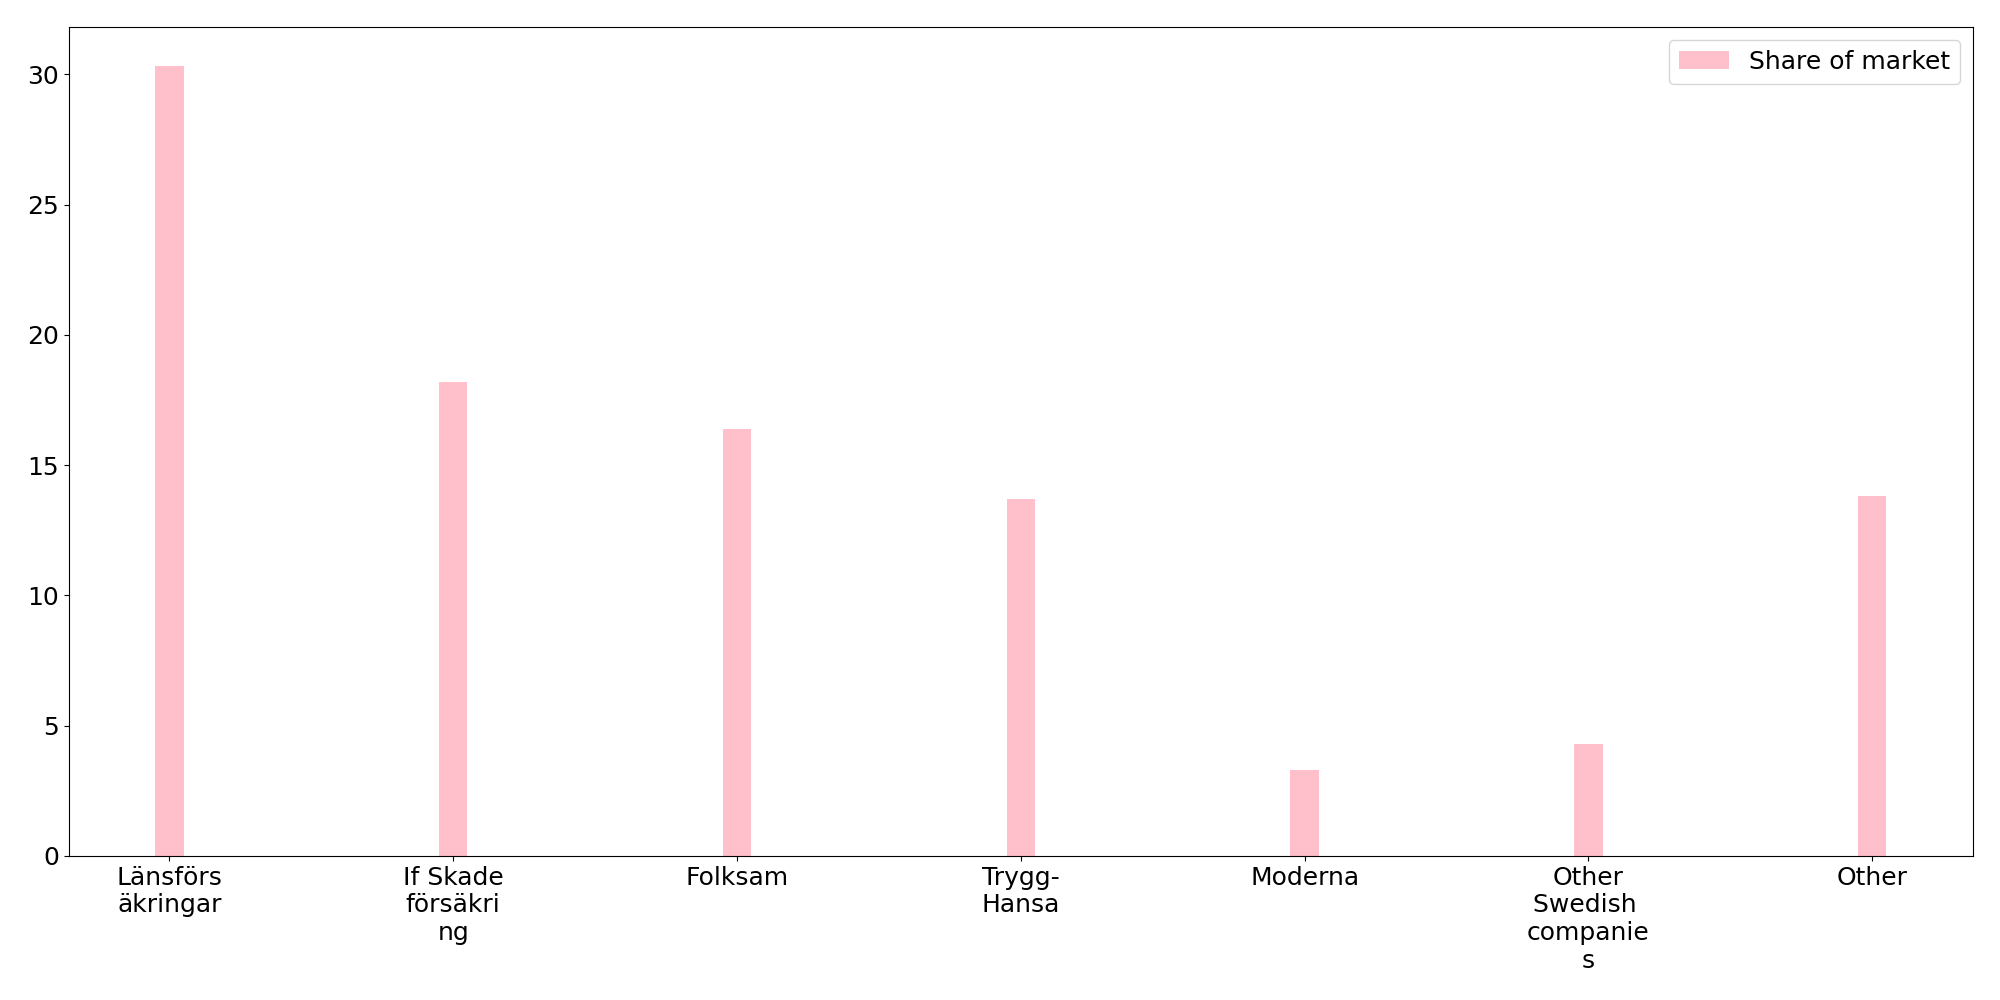 Share of market
30
25
20
15
10
5
0
Länsförs
äkringar
If Skade
försäkri
ng
Folksam
Trygg-
Hansa
Moderna
Other
Swedish
companie
s
Other